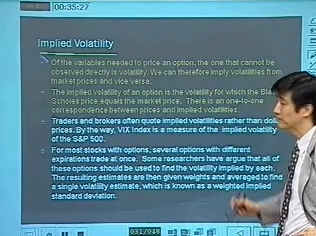 00:35:27
Implied Volatility
Of the variables needed to price an option, the one that cannot be
observed directly is volatility. We can therefore imply volatilities from
market prices and vice versa.
The implied volatility of an option is the volatility for which the Bla
Scholes price equals the market price. There is an one-to-one
correspondence between prices and implied volatilities.
Traders and brokers often quote implied volatilities rather than doll
prices. By the way, VIX Index is a measure of the implied volatility
of the S&P 500.
For most stocks with options, several options with different
expirations trade at once. Some researchers have argue that all of
these options should be used to find the volatility implied by each.
The resulting estimates are then given weights and averaged to find
a single volatility estimate, which is known as a weighted implied
standard deviation.
031/048